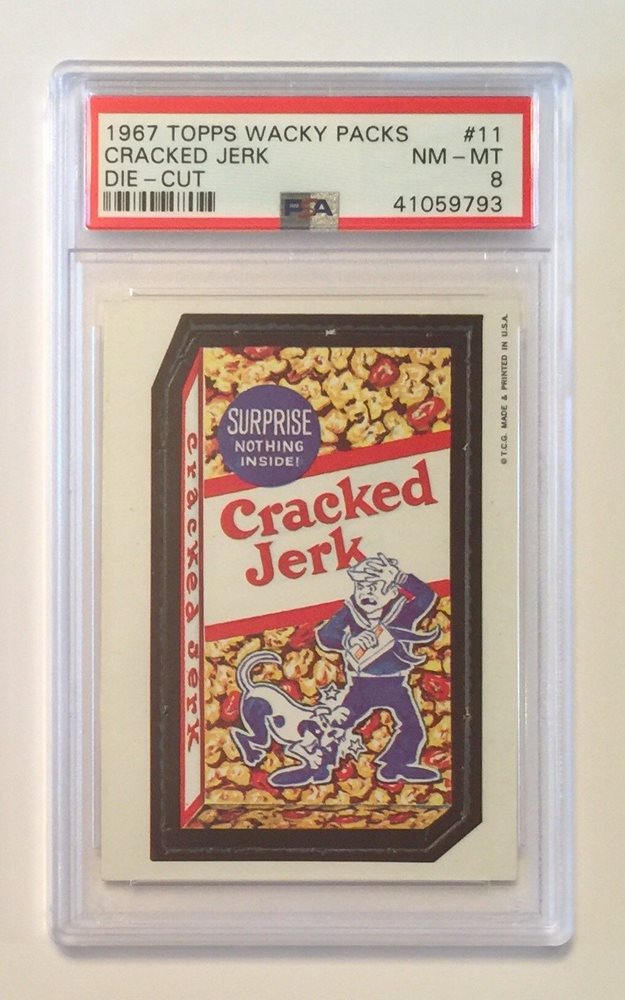 1967 TOPPS WACKY PACKS #11
CRACKED JERK NM - MT
DIE - CUT 8
PSA 41059793
© T.C.G. MADE & PRINTED IN U.S.A.
SURPRISE
NOTHING
INSIDE!
Cracked
Jerk
Cracked Jerk